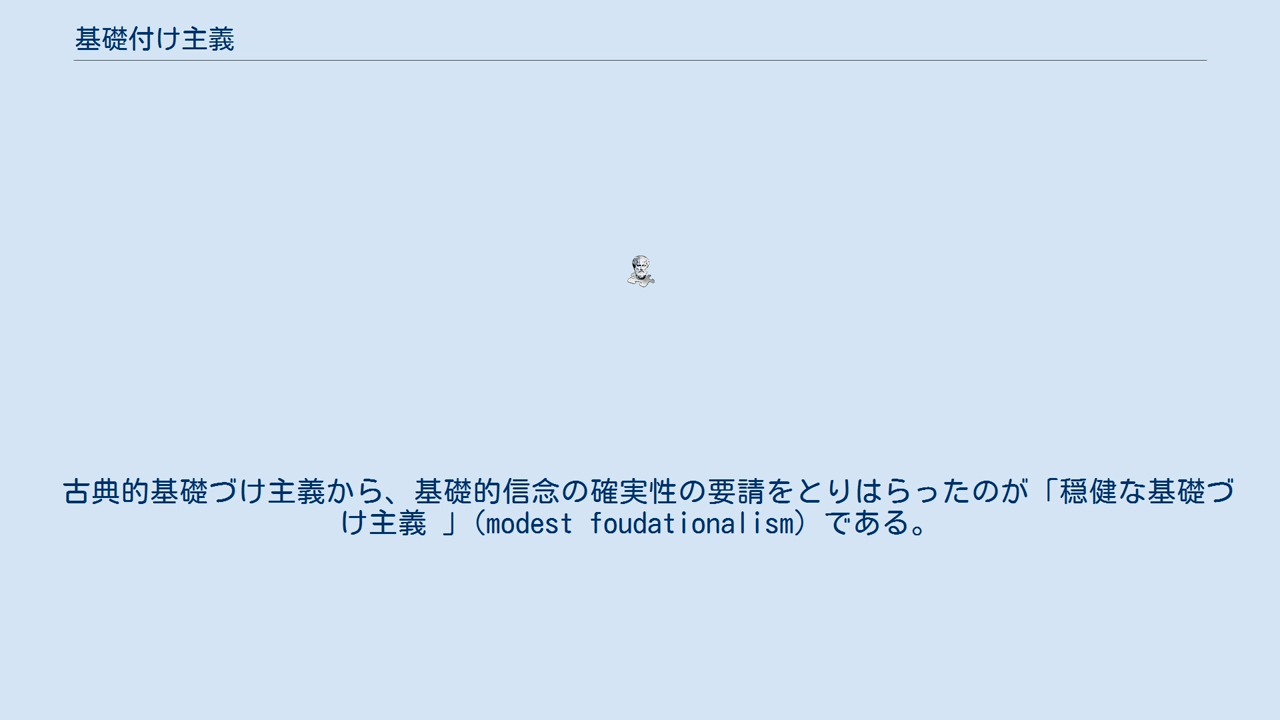 基礎付け主義
古典的基礎づけ主義から、基礎的信念の確実性の要請をとりはらったのが「穏健な基礎づ
け主義 」(modest foudationalism) である。